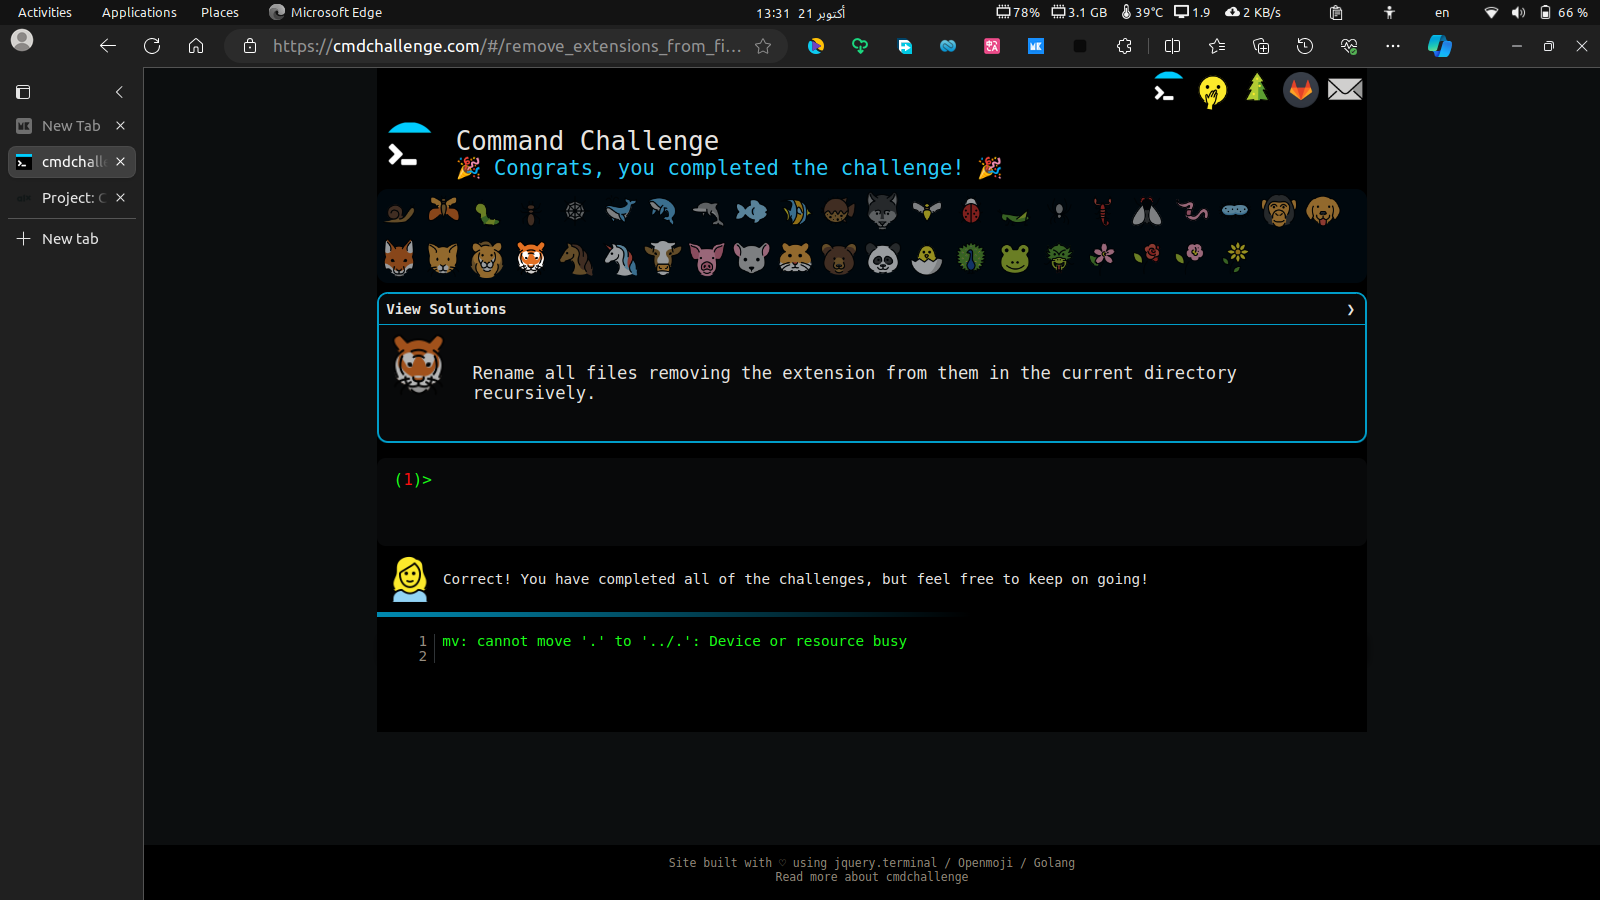 Activities Applications Places Microsoft Edge 13:31 21 أكتوبر 78% 3.1 GB 39°C 1.9 2 KB/s en 66 %
https://cmdchallenge.com/#/remove_extensions_from_fi...
New Tab
cmdchall
Project: C
New tab
Command Challenge
Congrats, you completed the challenge!
View Solutions
Rename all files removing the extension from them in the current directory
recursively.
(1)>
Correct! You have completed all of the challenges, but feel free to keep on going!
1 mv: cannot move '.' to '../.': Device or resource busy
2
Site built with ♡ using jquery.terminal / Openmoji / Golang
Read more about cmdchallenge